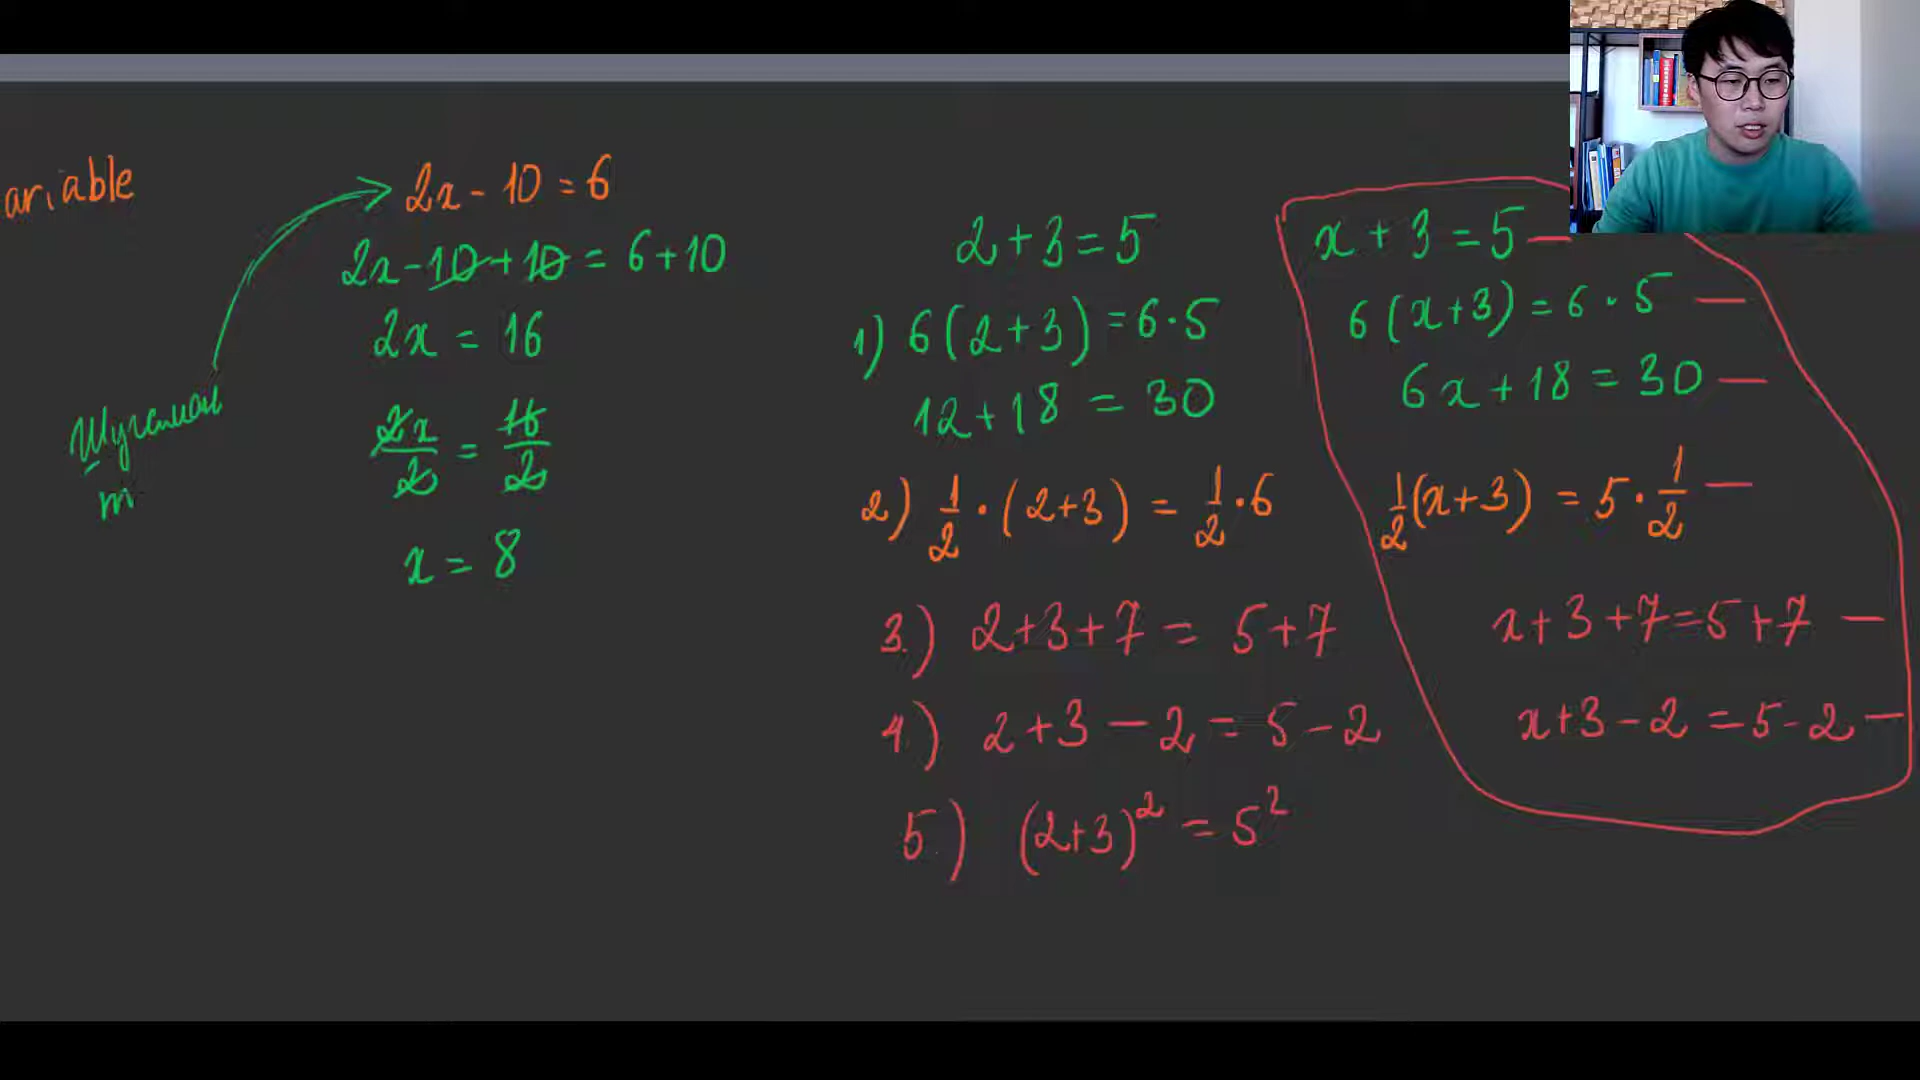 ariable
2x - 10 = 6
2x - 10 + 10 = 6 + 10
2x = 16
2x/2 = 16/2
x = 8
Шугаман
т
2 + 3 = 5
1) 6(2 + 3) = 6 · 5
12 + 18 = 30
2) 1/2 · (2 + 3) = 1/2 · 6
3.) 2 + 3 + 7 = 5 + 7
4.) 2 + 3 - 2 = 5 - 2
5.) (2 + 3)² = 5²
x + 3 = 5 —
6(x + 3) = 6 · 5 —
6x + 18 = 30 —
1/2(x + 3) = 5 · 1/2 —
x + 3 + 7 = 5 + 7 —
x + 3 - 2 = 5 - 2 —